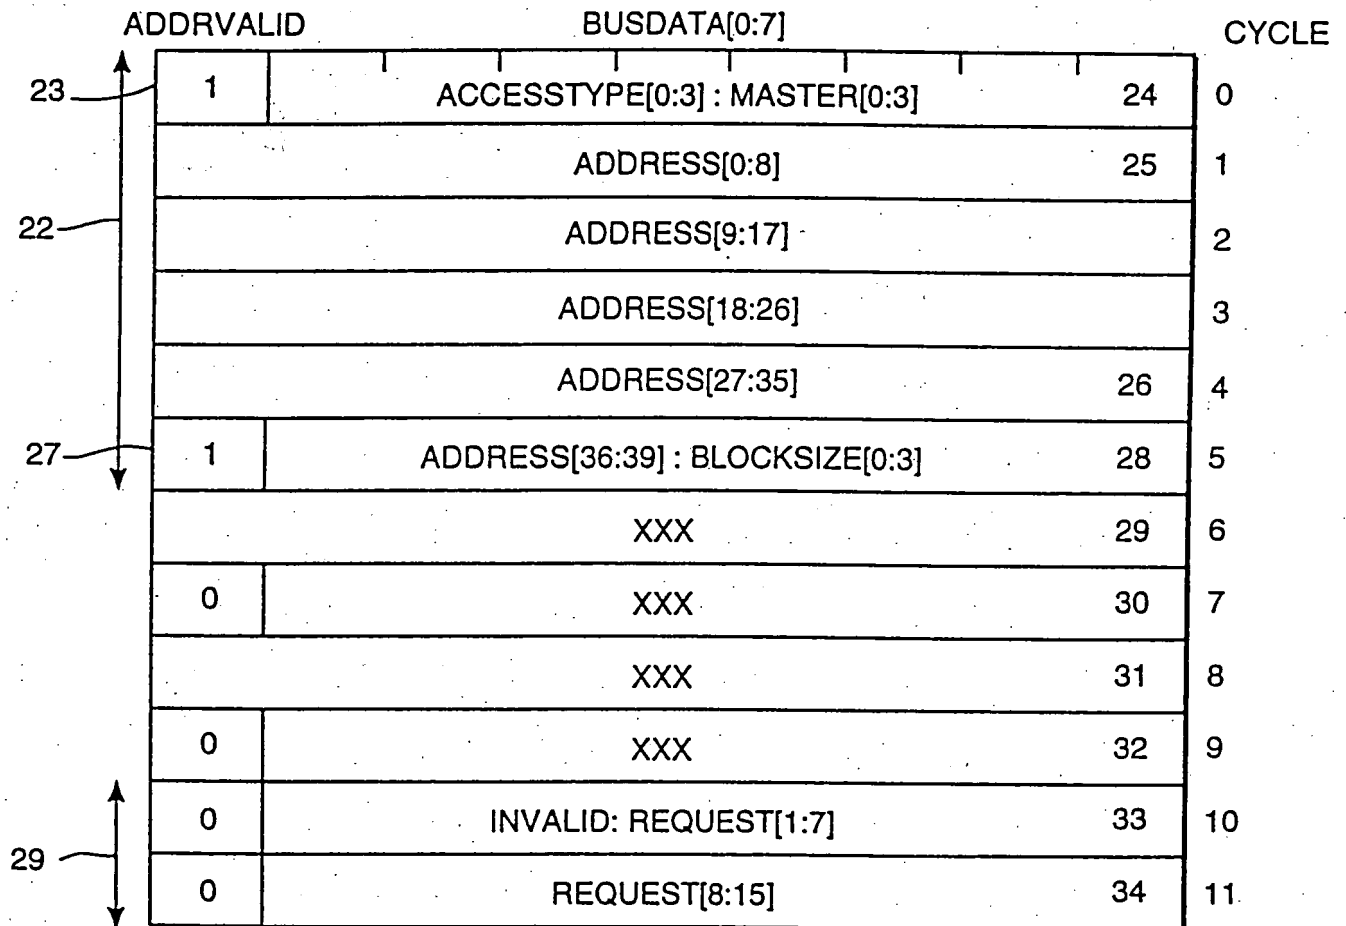 ADDRVALID BUSDATA[0:7] CYCLE
23 1 ACCESSTYPE[0:3] : MASTER[0:3] 24 0
ADDRESS[0:8] 25 1
22 ADDRESS[9:17] 2
ADDRESS[18:26] 3
ADDRESS[27:35] 26 4
27 1 ADDRESS[36:39] : BLOCKSIZE[0:3] 28 5
XXX 29 6
0 XXX 30 7
XXX 31 8
0 XXX 32 9
0 INVALID: REQUEST[1:7] 33 10
29 0 REQUEST[8:15] 34 11